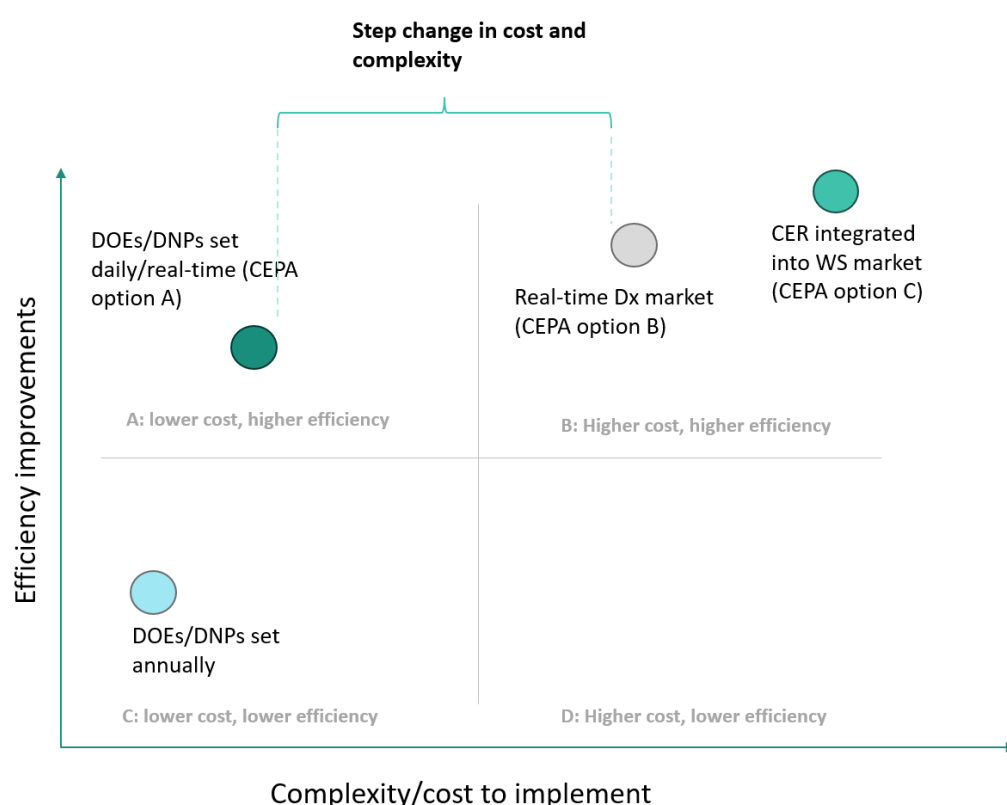 Step change in cost and
complexity
DOEs/DNPs set
daily/real-time (CEPA
option A)
CER integrated
into WS market
(CEPA option C)
Real-time Dx market
(CEPA option B)
A: lower cost, higher efficiency
B: Higher cost, higher efficiency
Efficiency improvements
DOEs/DNPs set
annually
C: lower cost, lower efficiency
D: Higher cost, lower efficiency
Complexity/cost to implement